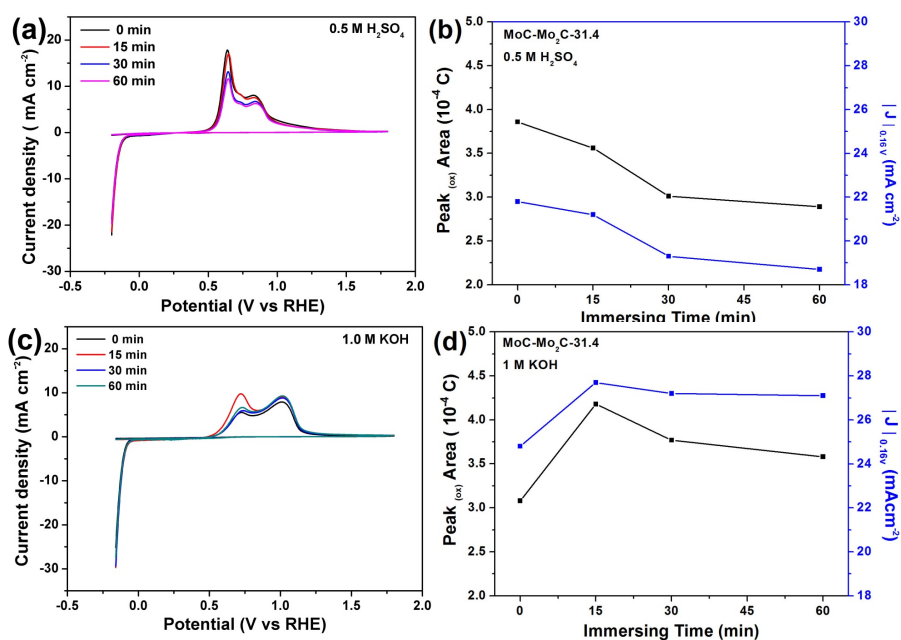 (a)
0 min
15 min
30 min
60 min
0.5 M H₂SO₄
Current density ( mA cm⁻²)
20
10
0
-10
-20
-30
-0.5
0.0
0.5
1.0
1.5
2.0
Potential (V vs RHE)
(b)
MoC-Mo₂C-31.4
0.5 M H₂SO₄
Peak (ox) Area (10⁻⁴ C)
5.0
4.5
4.0
3.5
3.0
2.5
2.0
30
28
26
24
22
20
18
| J | 0.16 V (mA cm⁻²)
0
15
30
45
60
Immersing Time (min)
(c)
0 min
15 min
30 min
60 min
1.0 M KOH
Current density (mA cm⁻²)
20
10
0
-10
-20
-30
-0.5
0.0
0.5
1.0
1.5
2.0
Potential (V vs RHE)
(d)
MoC-Mo₂C-31.4
1 M KOH
Peak (ox) Area ( 10⁻⁴ C)
5.0
4.5
4.0
3.5
3.0
2.5
2.0
30
28
26
24
22
20
18
| J | 0.16v (mAcm⁻²)
0
15
30
45
60
Immersing Time (min)